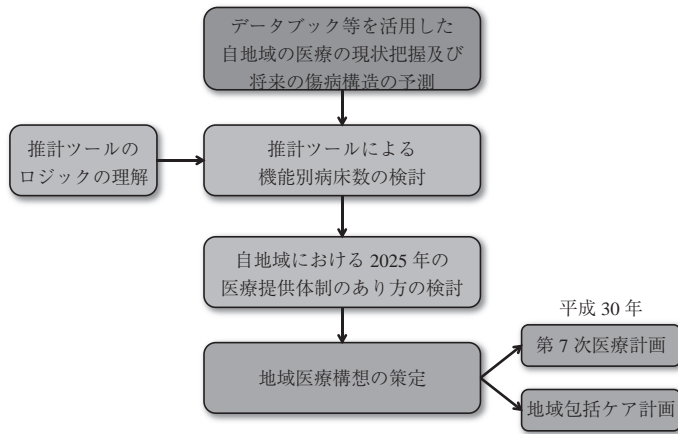 データブック等を活用した
自地域の医療の現状把握及び
将来の傷病構造の予測
推計ツールの
ロジックの理解
推計ツールによる
機能別病床数の検討
自地域における 2025 年の
医療提供体制のあり方の検討
平成 30 年
第 7 次医療計画
地域医療構想の策定
地域包括ケア計画